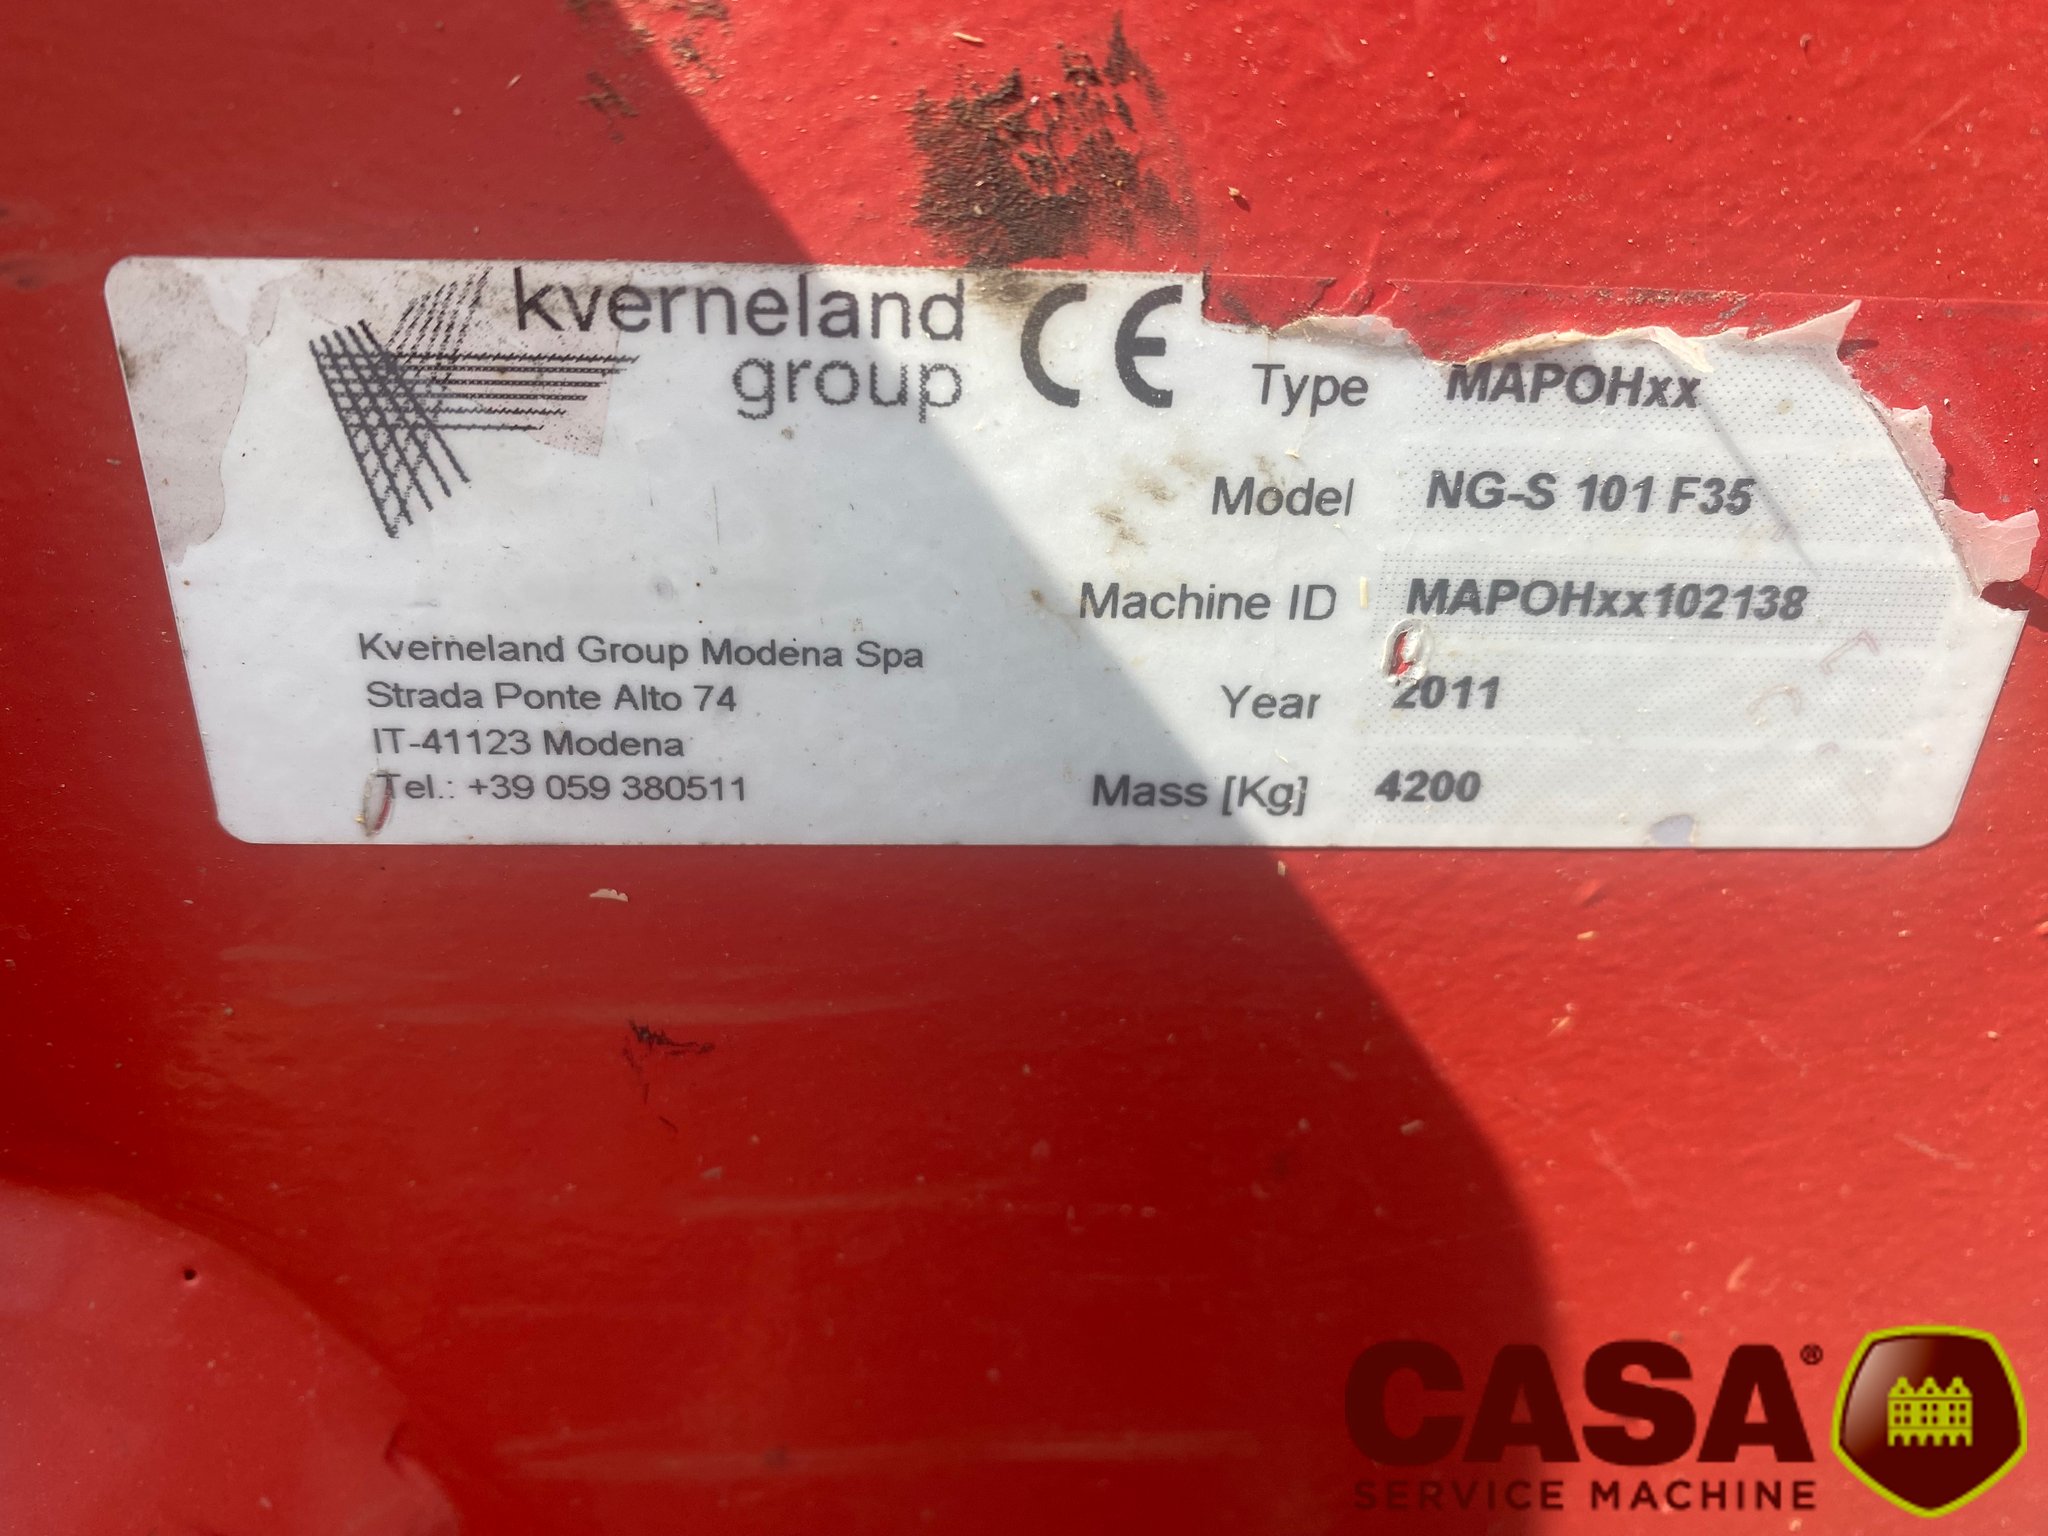 kverneland
group
CE
Type MAPOHxx
Model NG-S 101 F35
Machine ID MAPOHxx102138
Year 2011
Mass [Kg] 4200
Kverneland Group Modena Spa
Strada Ponte Alto 74
IT-41123 Modena
Tel.: +39 059 380511
CASA®
SERVICE MACHINE